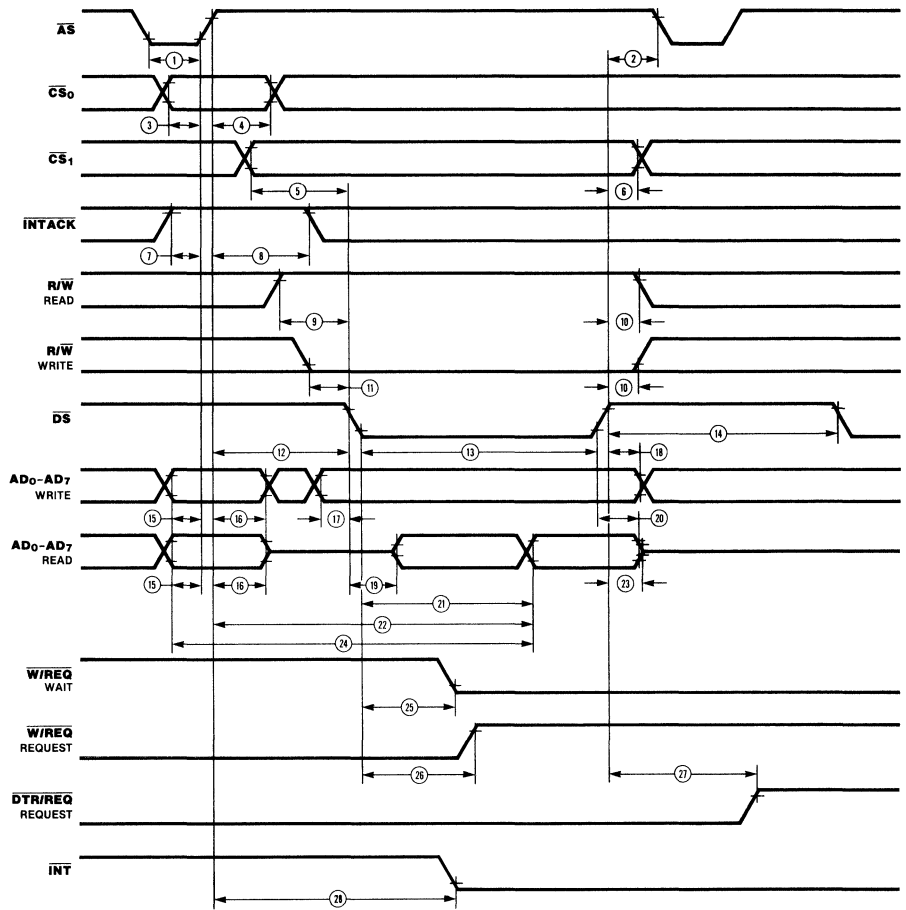 AS
1 2
CS0
3 4
CS1
5 6
INTACK
7 8
R/W
READ
9 10
R/W
WRITE
11 10
DS
12 13 14
AD0-AD7
WRITE
18
15 16 17 20
AD0-AD7
READ
15 16 19 23
21
22
24
W/REQ
WAIT
25
W/REQ
REQUEST
26 27
DTR/REQ
REQUEST
INT
28